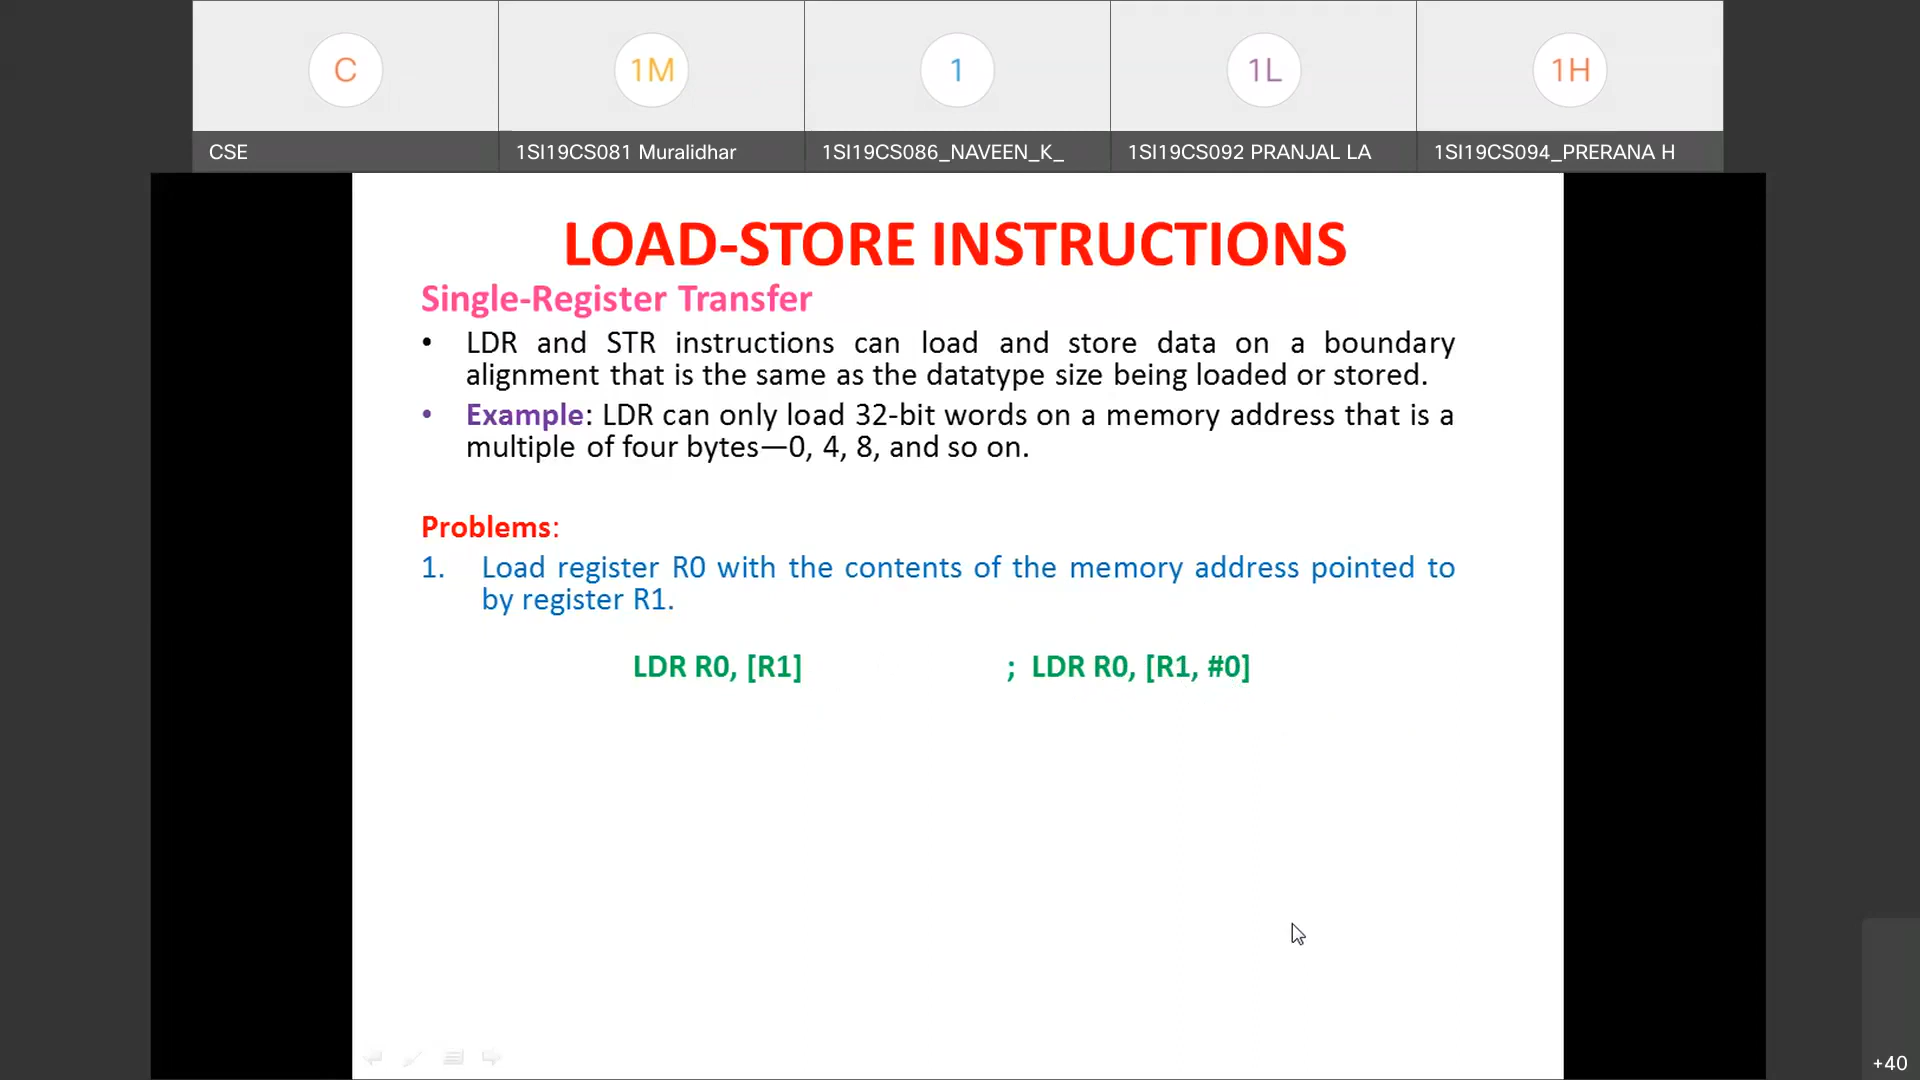 C
1M
1
1L
1H
CSE
1SI19CS081 Muralidhar
1SI19CS086_NAVEEN_K_
1SI19CS092 PRANJAL LA
1SI19CS094_PRERANA H
LOAD-STORE INSTRUCTIONS
Single-Register Transfer
• LDR and STR instructions can load and store data on a boundary
alignment that is the same as the datatype size being loaded or stored.
• Example: LDR can only load 32-bit words on a memory address that is a
multiple of four bytes—0, 4, 8, and so on.
Problems:
1. Load register R0 with the contents of the memory address pointed to
by register R1.
LDR R0, [R1] ; LDR R0, [R1, #0]
+40